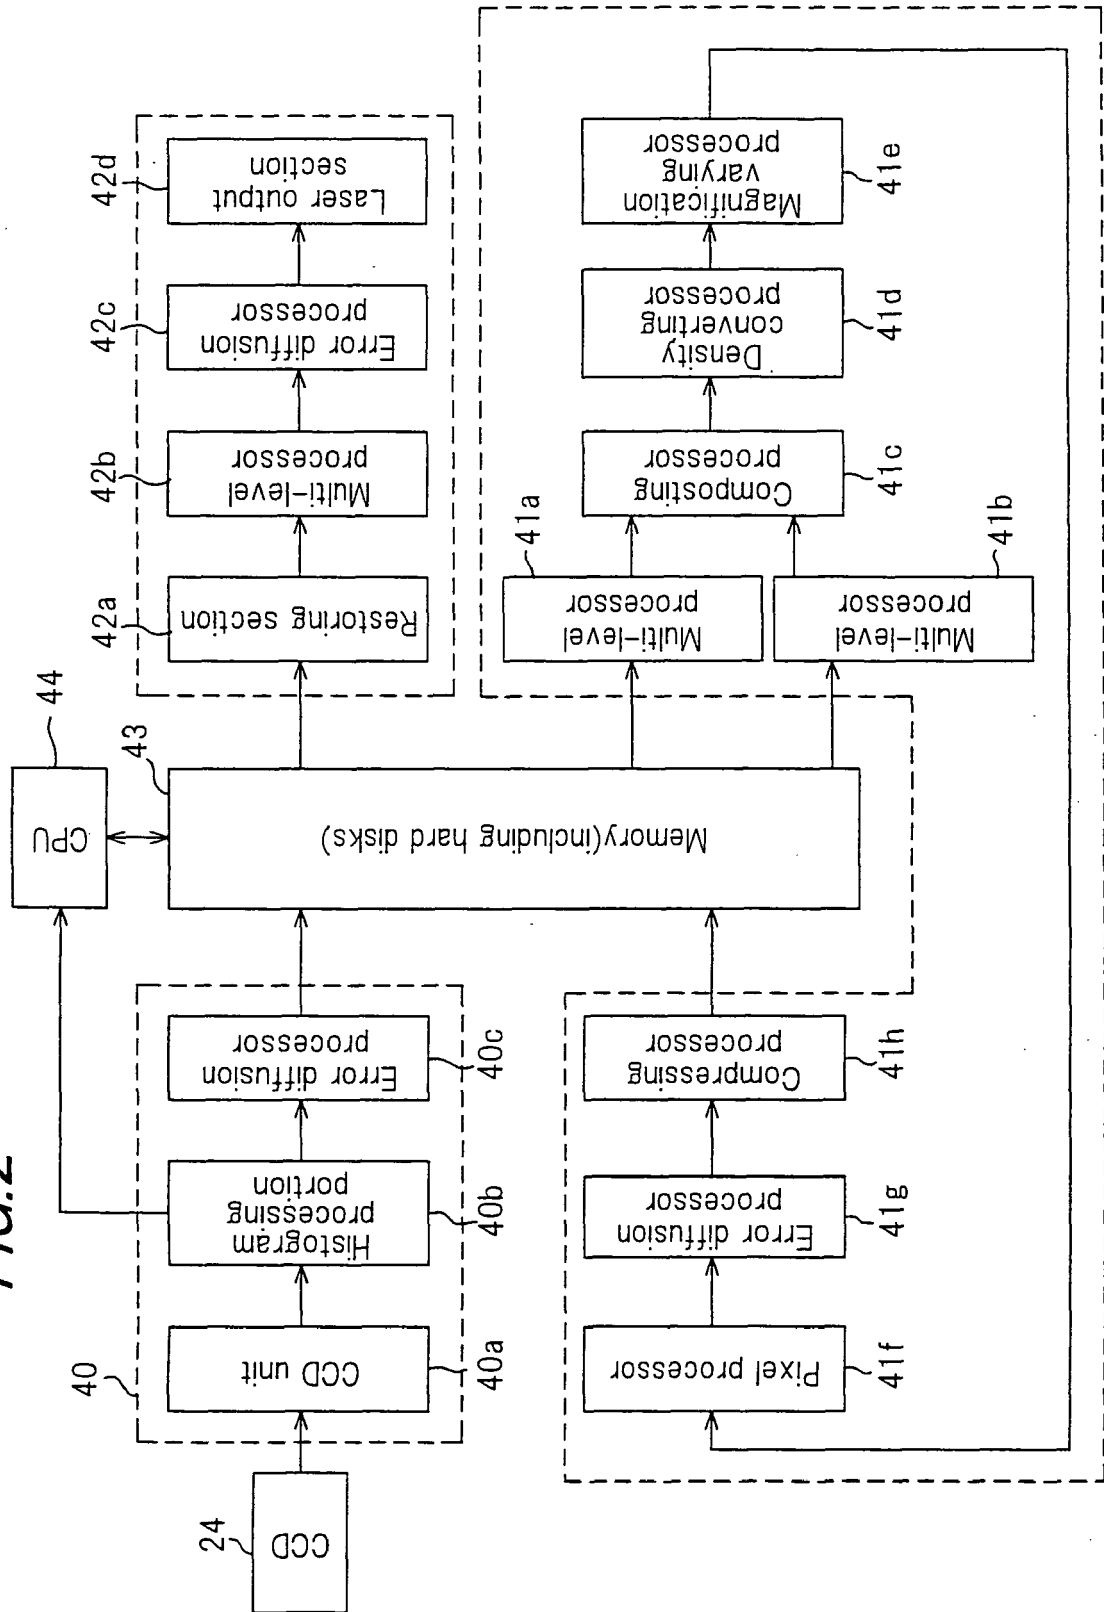 FIG.2
24
CCD
40
CCD unit
40a
Histogram
processing
portion
40b
Error diffusion
processor
40c
CPU
44
Memory(including hard disks)
43
Restoring section
42a
Multi-level
processor
42b
Error diffusion
processor
42c
Laser output
section
42d
Multi-level
processor
41a
Multi-level
processor
41b
Composting
processor
41c
Density
converting
processor
41d
Magnification
varying
processor
41e
Pixel processor
41f
Error diffusion
processor
41g
Compressing
processor
41h